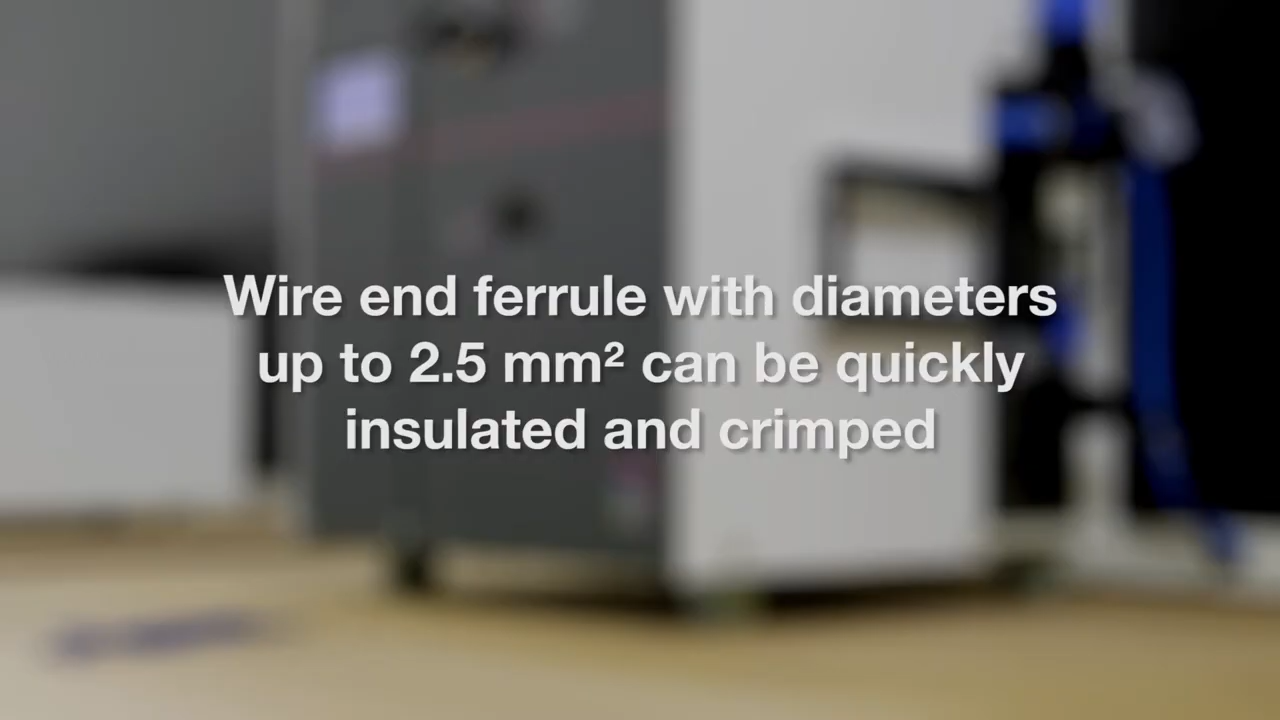 Wire end ferrule with diameters
up to 2.5 mm² can be quickly
insulated and crimped